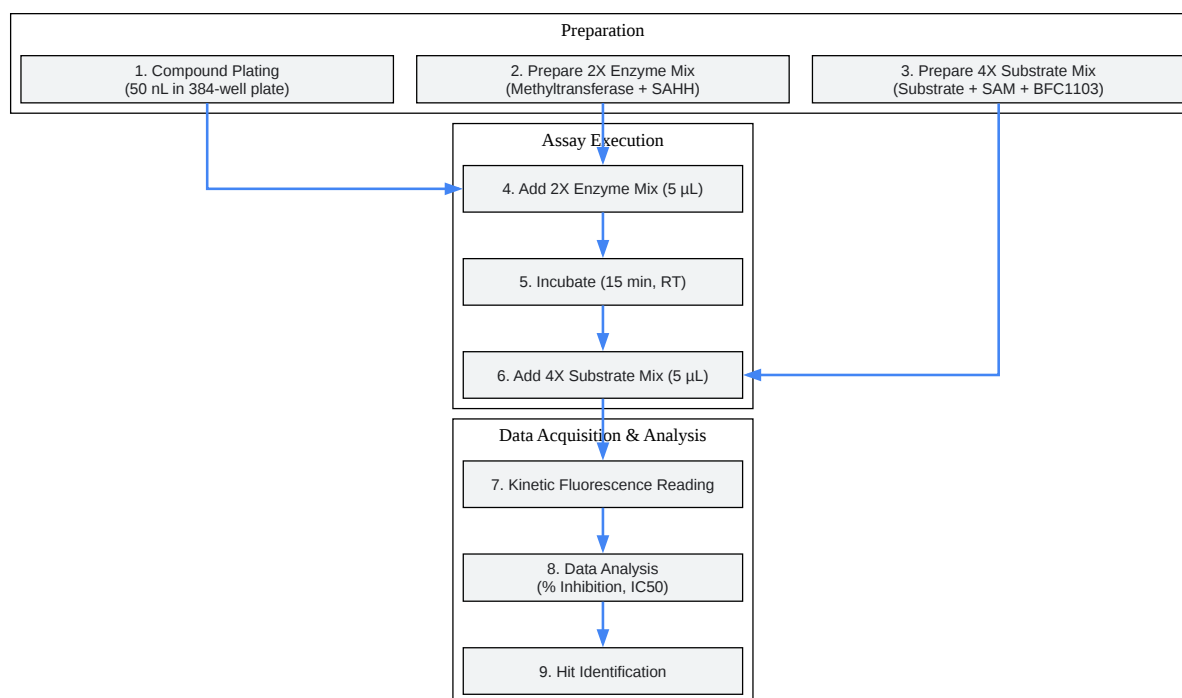 Preparation
1. Compound Plating
(50 nL in 384-well plate)
2. Prepare 2X Enzyme Mix
(Methyltransferase + SAHH)
3. Prepare 4X Substrate Mix
(Substrate + SAM + BFC1103)
Assay Execution
4. Add 2X Enzyme Mix (5 µL)
5. Incubate (15 min, RT)
6. Add 4X Substrate Mix (5 µL)
Data Acquisition & Analysis
7. Kinetic Fluorescence Reading
8. Data Analysis
(% Inhibition, IC50)
9. Hit Identification